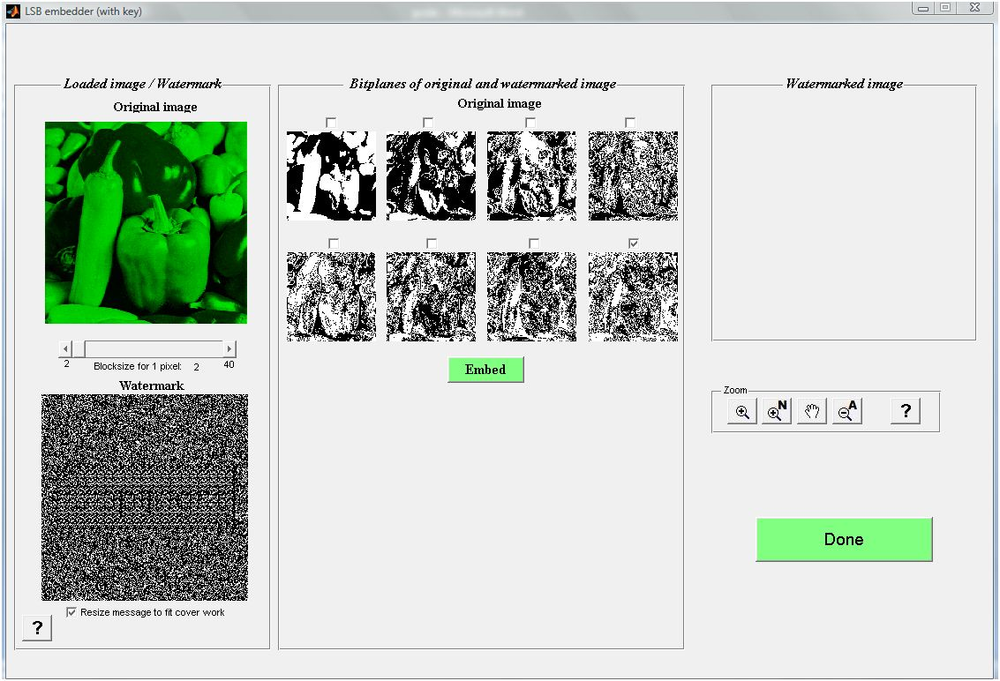 LSB embedder (with key)
Loaded image / Watermark
Original image
2
Blocksize for 1 pixel:
2
40
Watermark
Resize message to fit cover work
?
Bitplanes of original and watermarked image
Original image
Embed
Watermarked image
Zoom
N
A
?
Done